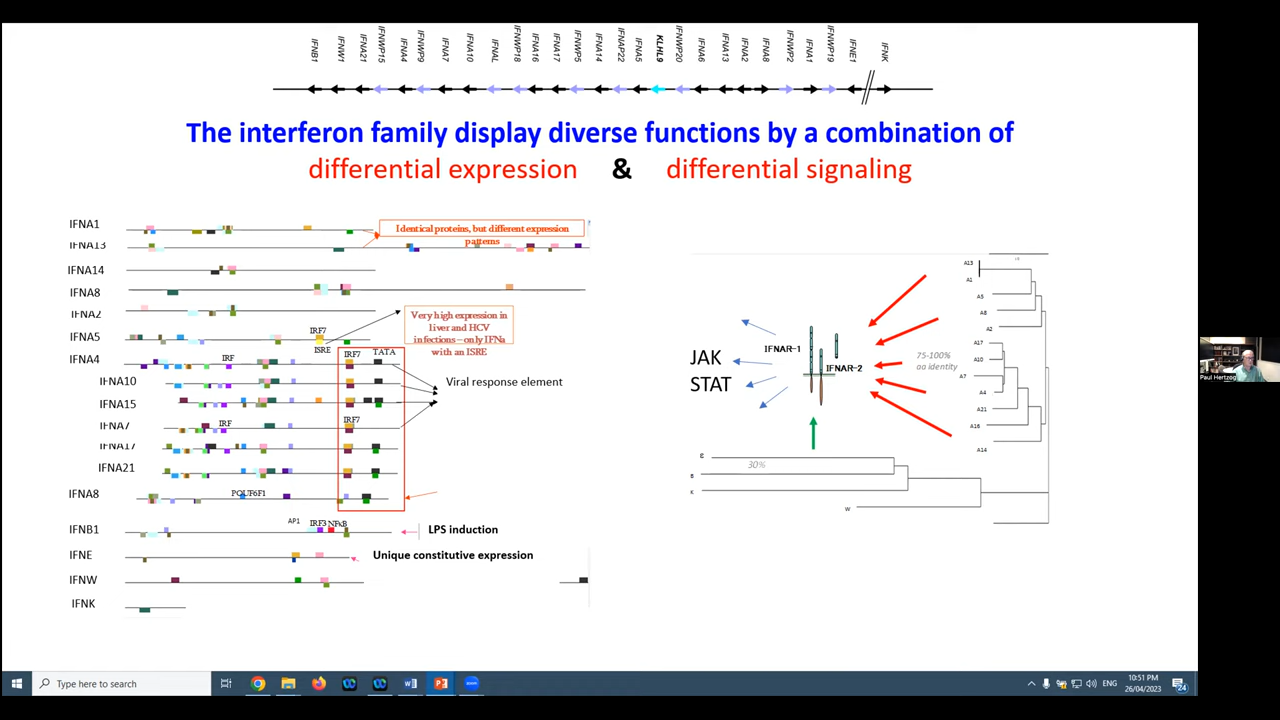 IFNB1
IFNW1
IFNA21
IFNWP15
IFNA4
IFNWP9
IFNA7
IFNA10
IFNAL
IFNWP18
IFNA16
IFNA17
IFNWP5
IFNA14
IFNAP22
IFNA5
KLHL9
IFNWP20
IFNA6
IFNA13
IFNA2
IFNA8
IFNWP2
IFNA1
IFNWP19
IFNE1
IFNK
The interferon family display diverse functions by a combination of
differential expression & differential signaling
IFNA1
Identical proteins, but different expression
patterns
IFNA13
IFNA14
IFNA8
IFNA2
Very high expression in
liver and HCV
infections – only IFNa
with an ISRE
IFNA5
IRF7
ISRE
IFNA4
IRF
IRF7
TATA
IFNA10
Viral response element
IFNA15
IFNA7
IRF
IRF7
IFNA17
IFNA21
IFNA8
POUF6F1
IFNB1
AP1
IRF3
NFκB
LPS induction
IFNE
Unique constitutive expression
IFNW
IFNK
JAK
STAT
IFNAR-1
IFNAR-2
75-100%
aa identity
A13
A1
A5
A8
A2
A17
A10
A7
A4
A21
A16
A14
30%
ε
B
K
W
Paul Hertzog
Type here to search
ENG
10:51 PM
26/04/2023
24